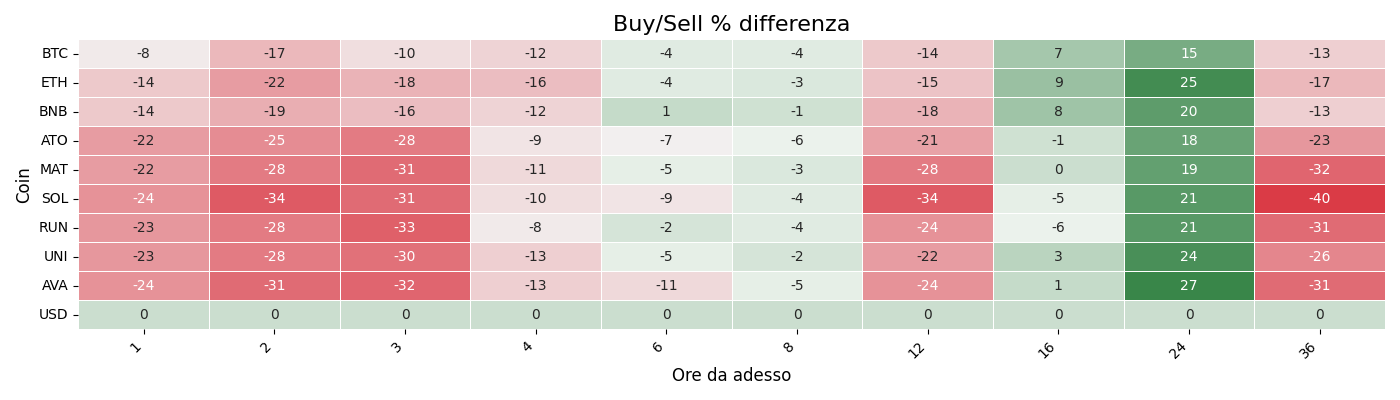 Buy/Sell % differenza
BTC -8 -17 -10 -12 -4 -4 -14 7 15 -13
ETH -14 -22 -18 -16 -4 -3 -15 9 25 -17
BNB -14 -19 -16 -12 1 -1 -18 8 20 -13
ATO -22 -25 -28 -9 -7 -6 -21 -1 18 -23
MAT -22 -28 -31 -11 -5 -3 -28 0 19 -32
SOL -24 -34 -31 -10 -9 -4 -34 -5 21 -40
RUN -23 -28 -33 -8 -2 -4 -24 -6 21 -31
UNI -23 -28 -30 -13 -5 -2 -22 3 24 -26
AVA -24 -31 -32 -13 -11 -5 -24 1 27 -31
USD 0 0 0 0 0 0 0 0 0 0
Coin
1 2 3 4 6 8 12 16 24 36
Ore da adesso